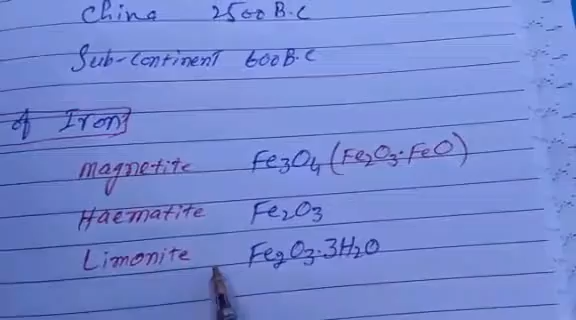 China 2500 B.C
Sub-continent 600 B.C
of Iron}
Magnetite Fe3O4 (Fe2O3.FeO)
Haematite Fe2O3
Limonite Fe2O3.3H2O